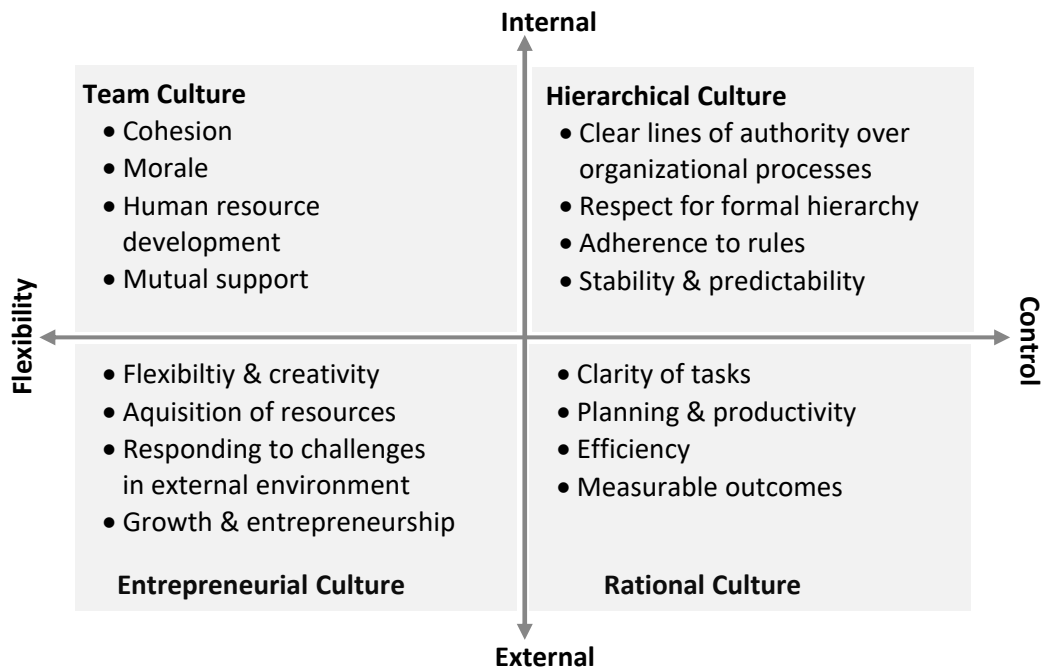 Internal
Team Culture
• Cohesion
• Morale
• Human resource
development
• Mutual support
Hierarchical Culture
• Clear lines of authority over
organizational processes
• Respect for formal hierarchy
• Adherence to rules
• Stability & predictability
Flexibility
Control
• Flexibiltiy & creativity
• Aquisition of resources
• Responding to challenges
in external environment
• Growth & entrepreneurship
Entrepreneurial Culture
• Clarity of tasks
• Planning & productivity
• Efficiency
• Measurable outcomes
Rational Culture
External